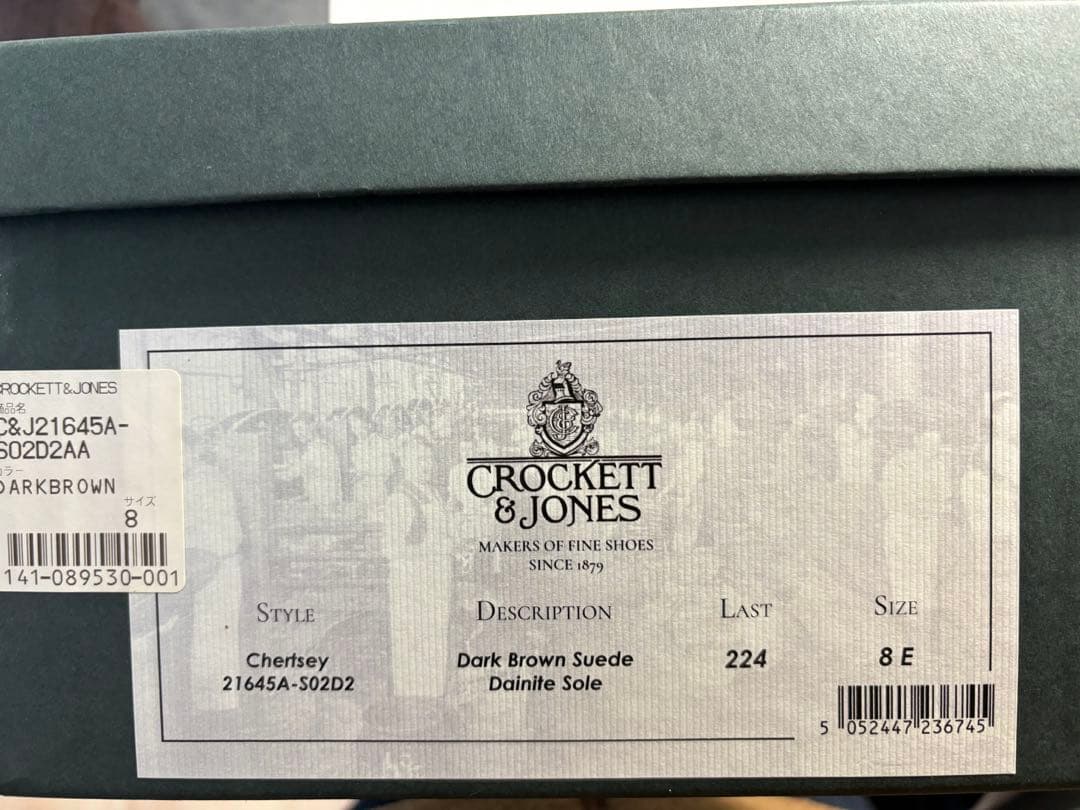 CROCKETT
& JONES
MAKERS OF FINE SHOES
SINCE 1879
STYLE
Chertsey
21645A-S02D2
DESCRIPTION
Dark Brown Suede
Dainite Sole
LAST
224
SIZE
8 E
5 052447 236745
CROCKETT&JONES
商品名
C&J21645A-
S02D2AA
カラー
DARKBROWN
サイズ
8
141-089530-001